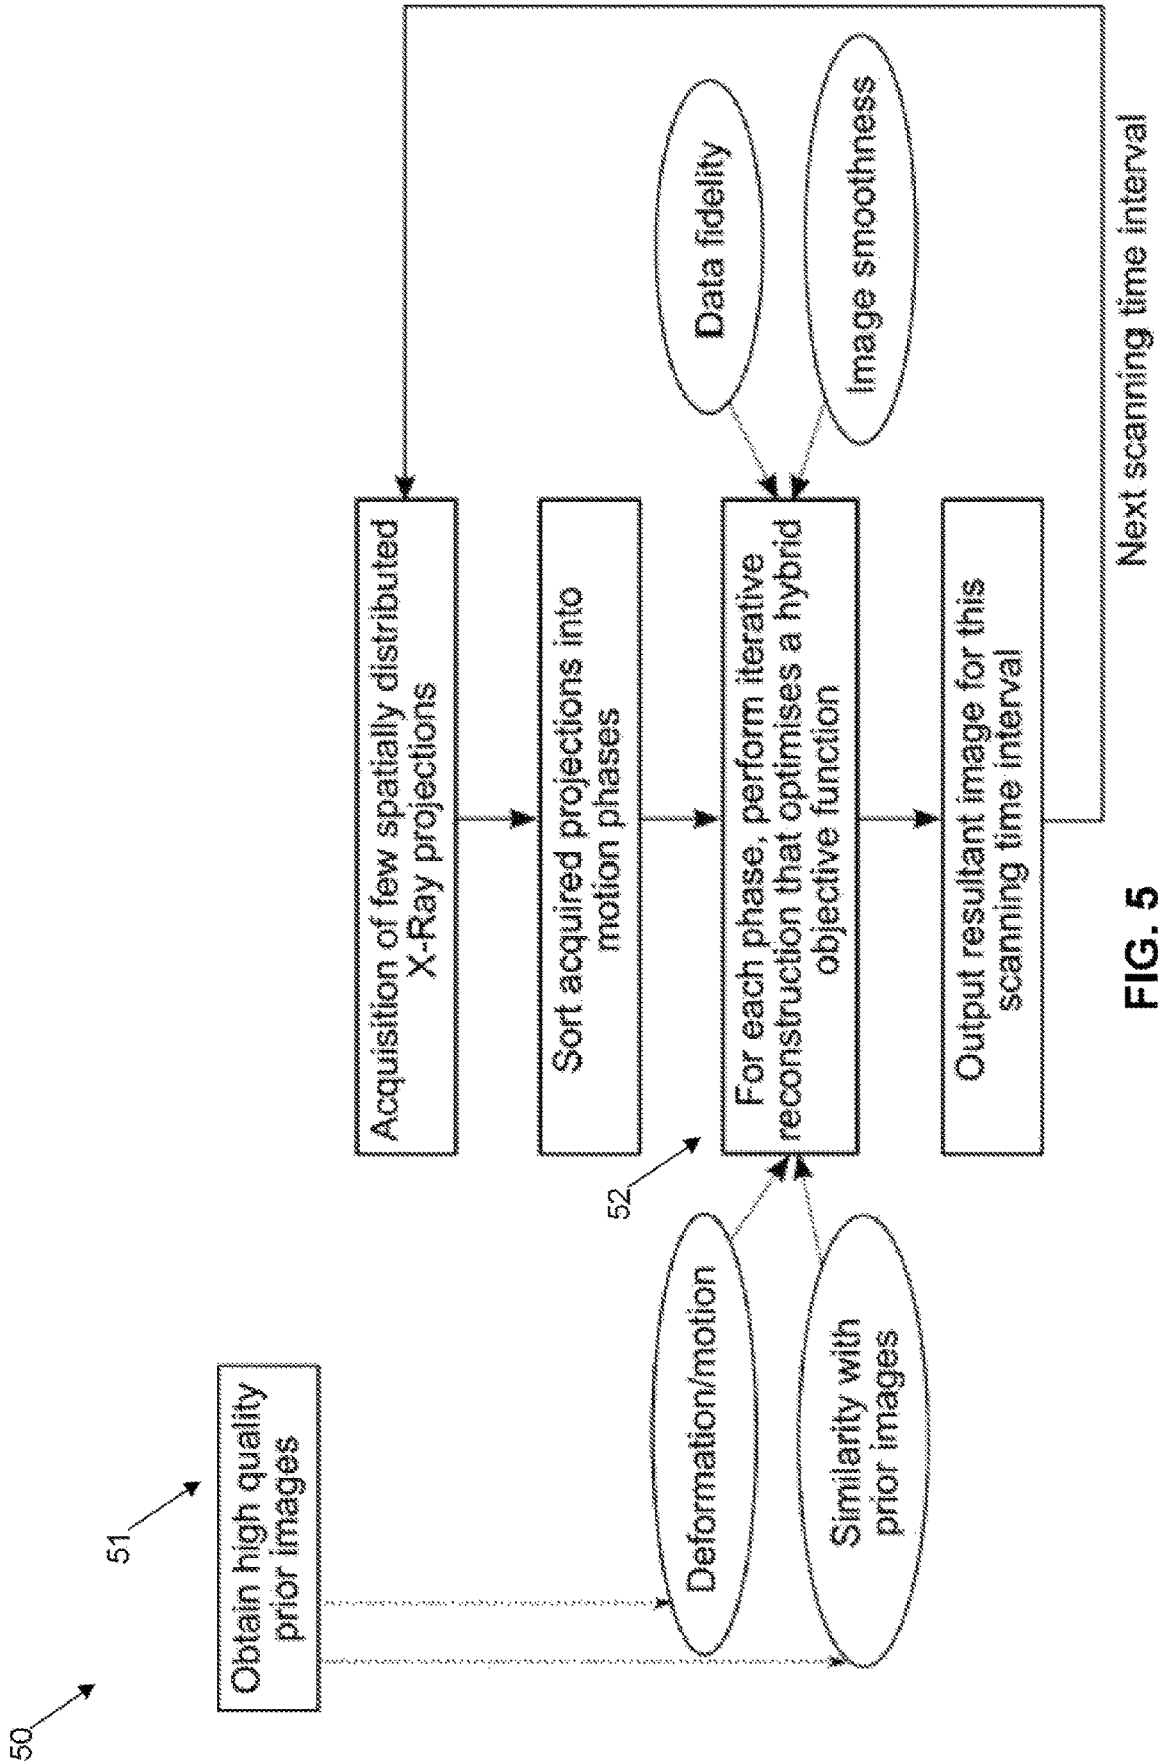 50
51
Obtain high quality
prior images
Acquisition of few spatially distributed
X-Ray projections
Sort acquired projections into
motion phases
52
For each phase, perform iterative
reconstruction that optimises a hybrid
objective function
Deformation/motion
Similarity with
prior images
Data fidelity
Image smoothness
Output resultant image for this
scanning time interval
Next scanning time interval
FIG. 5